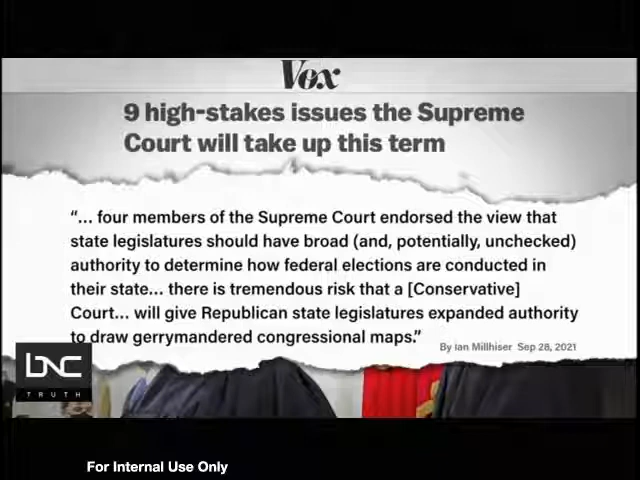 Vox
9 high-stakes issues the Supreme
Court will take up this term
“... four members of the Supreme Court endorsed the view that
state legislatures should have broad (and, potentially, unchecked)
authority to determine how federal elections are conducted in
their state... there is tremendous risk that a [Conservative]
Court... will give Republican state legislatures expanded authority
to draw gerrymandered congressional maps.”
By Ian Millhiser Sep 28, 2021
bnc
TRUTH
For Internal Use Only